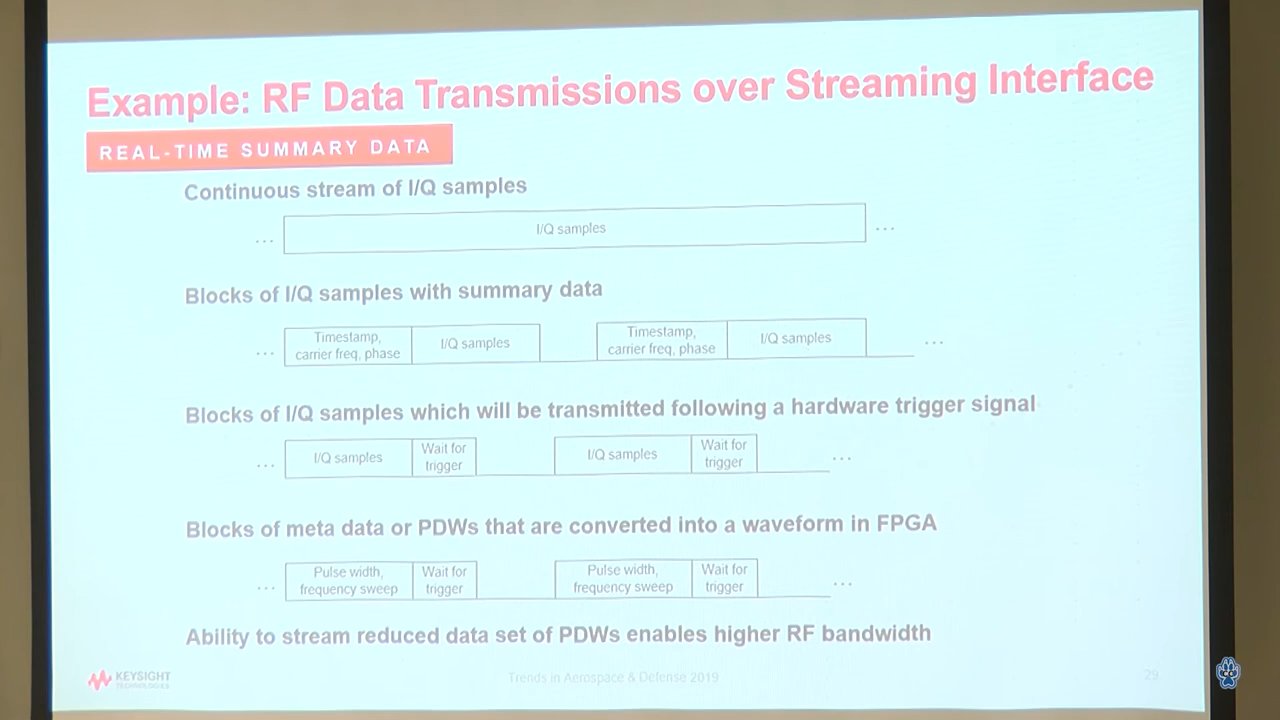 Example: RF Data Transmissions over Streaming Interface
REAL-TIME SUMMARY DATA
Continuous stream of I/Q samples
... I/Q samples ...
Blocks of I/Q samples with summary data
... Timestamp, carrier freq, phase I/Q samples Timestamp, carrier freq, phase I/Q samples ...
Blocks of I/Q samples which will be transmitted following a hardware trigger signal
... I/Q samples Wait for trigger I/Q samples Wait for trigger ...
Blocks of meta data or PDWs that are converted into a waveform in FPGA
... Pulse width, frequency sweep Wait for trigger Pulse width, frequency sweep Wait for trigger ...
Ability to stream reduced data set of PDWs enables higher RF bandwidth
KEYSIGHT
TECHNOLOGIES
Trends in Aerospace & Defense 2019
29